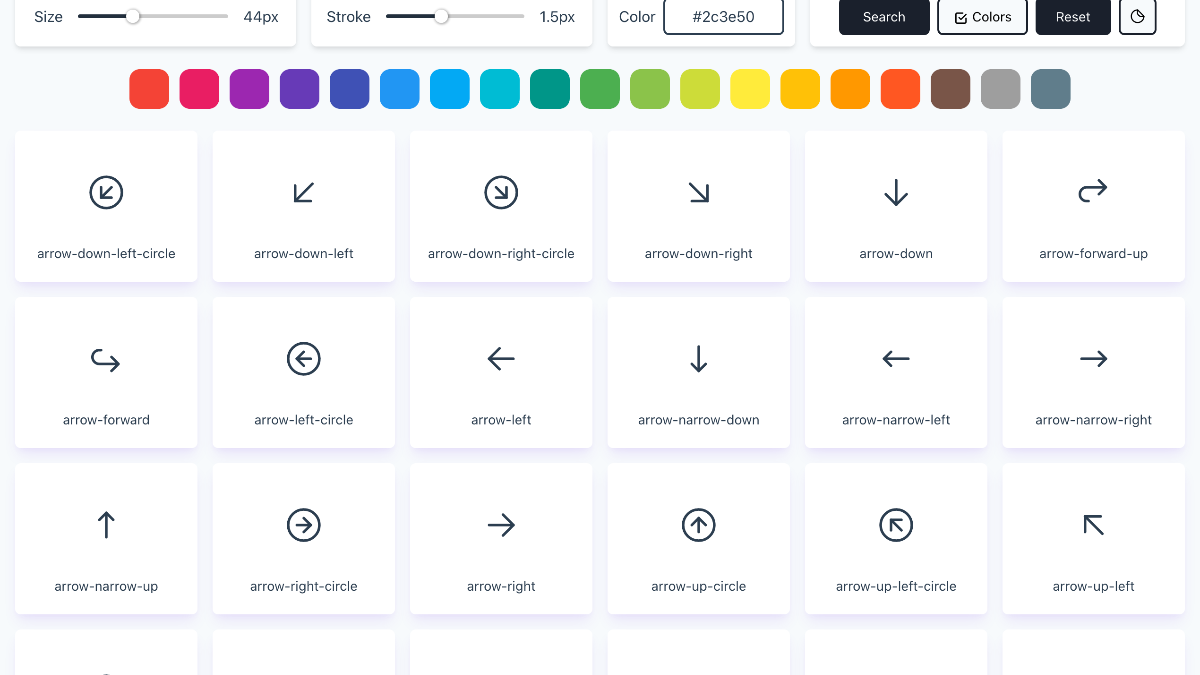 Size 44px Stroke 1.5px Color #2c3e50 Search Colors Reset
arrow-down-left-circle arrow-down-left arrow-down-right-circle arrow-down-right arrow-down arrow-forward-up
arrow-forward arrow-left-circle arrow-left arrow-narrow-down arrow-narrow-left arrow-narrow-right
arrow-narrow-up arrow-right-circle arrow-right arrow-up-circle arrow-up-left-circle arrow-up-left